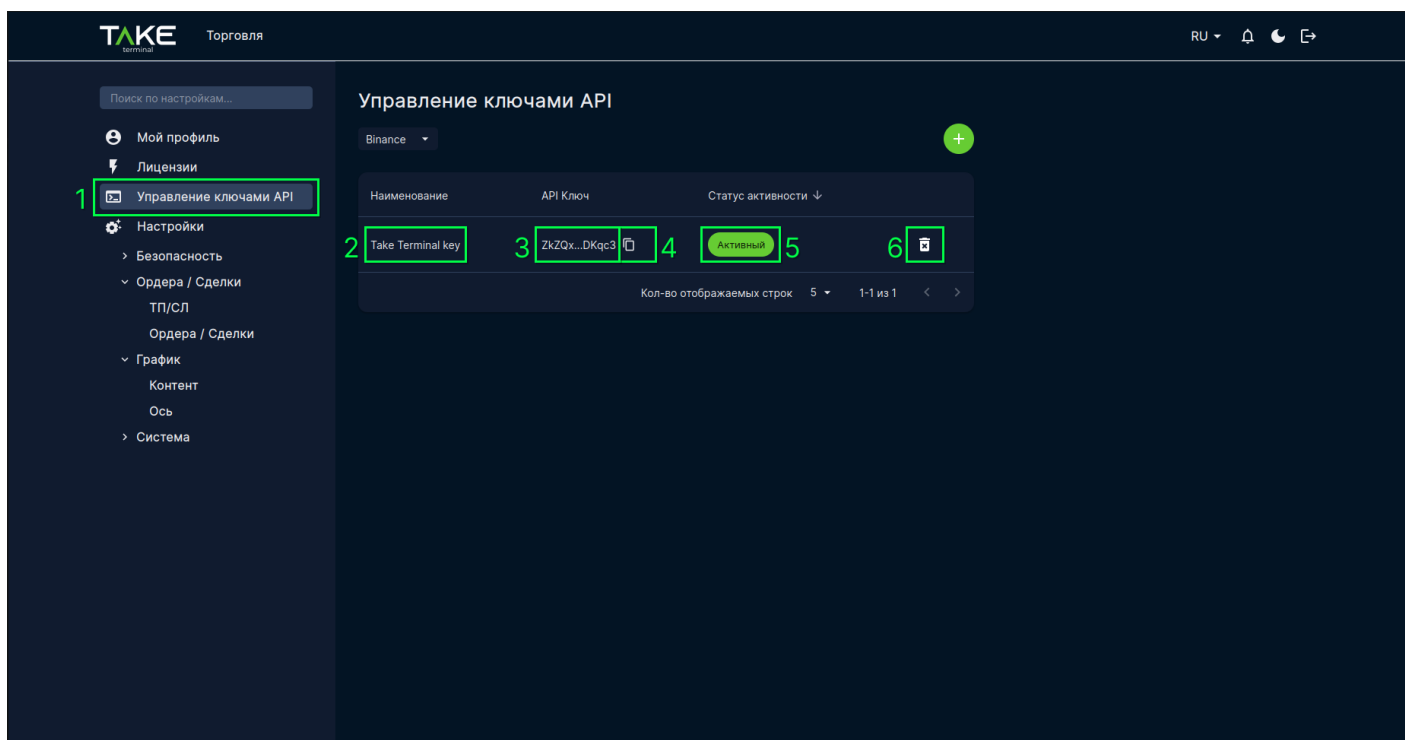 TAKE terminal Торговля RU
Поиск по настройкам...
Управление ключами API
Мой профиль
Binance
Лицензии
1 Управление ключами API
Наименование API Ключ Статус активности
Настройки
2 Take Terminal key 3 ZkZQx...DKqc3 4 Активный 5 6
Безопасность
Ордера / Сделки
Кол-во отображаемых строк 5 1-1 из 1
ТП/СЛ
Ордера / Сделки
График
Контент
Ось
Система